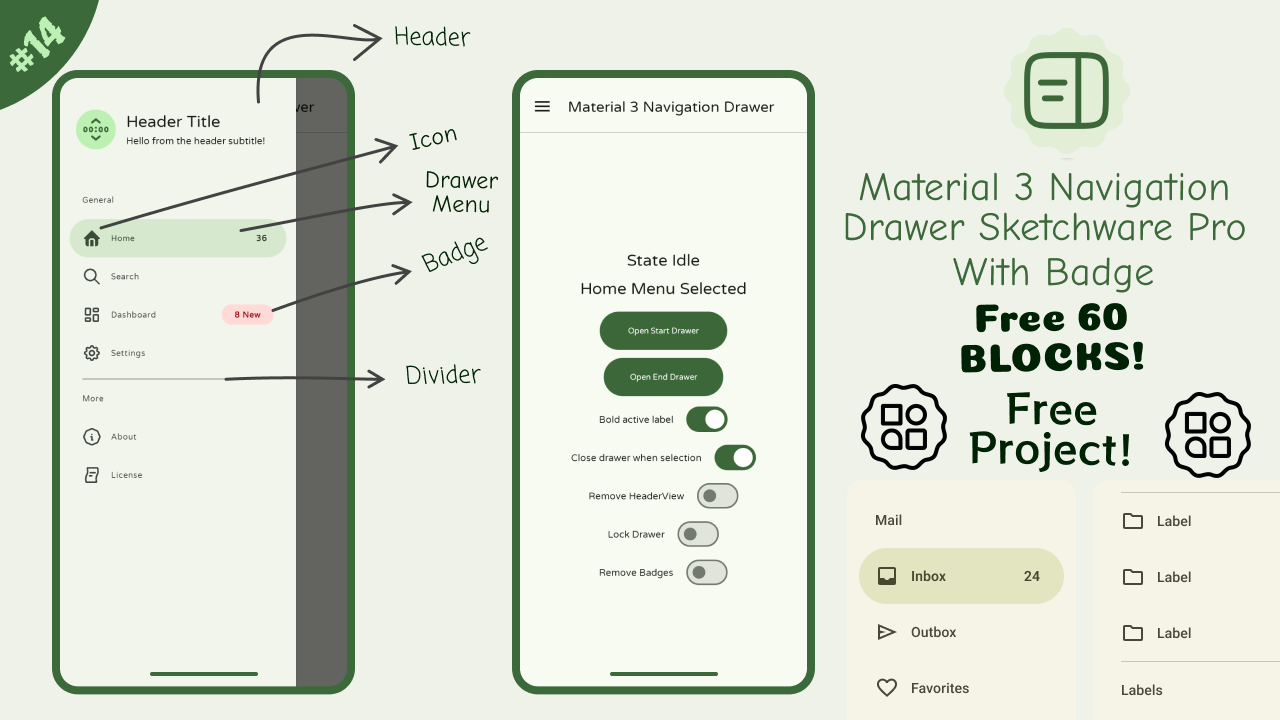 #14
Header
ver
00:00
Header Title
Hello from the header subtitle!
Icon
Drawer
Menu
Badge
Divider
General
Home 36
Search
Dashboard 8 New
Settings
More
About
License
Material 3 Navigation Drawer
State Idle
Home Menu Selected
Open Start Drawer
Open End Drawer
Bold active label
Close drawer when selection
Remove HeaderView
Lock Drawer
Remove Badges
Material 3 Navigation
Drawer Sketchware Pro
With Badge
Free 60
BLOCKS!
Free
Project!
Mail
Inbox 24
Outbox
Favorites
Label
Label
Label
Labels